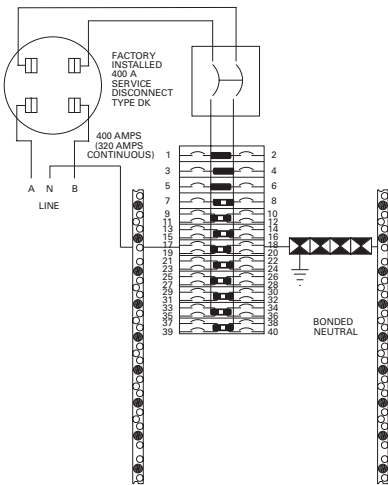 FACTORY
INSTALLED
400 A
SERVICE
DISCONNECT
TYPE DK
400 AMPS
(320 AMPS
CONTINUOUS)
A N B
LINE
1 2
3 4
5 6
7 8
9 10
11 12
13 14
15 16
17 18
19 20
21 22
23 24
25 26
27 28
29 30
31 32
33 34
35 36
37 38
39 40
BONDED
NEUTRAL